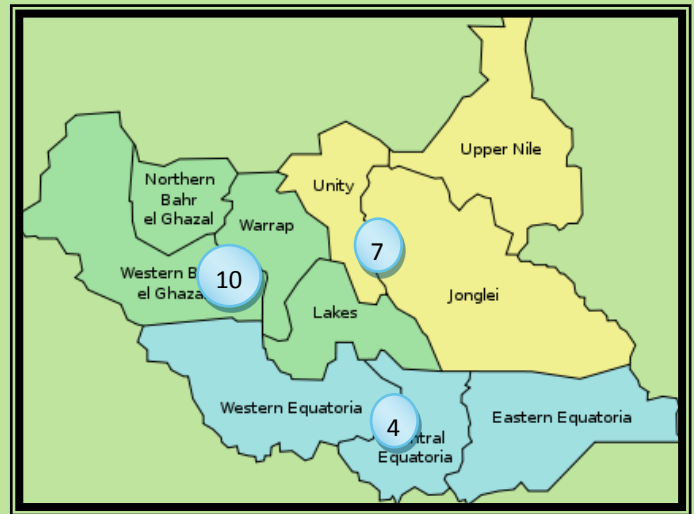 Upper Nile
Unity
Northern
Bahr
el Ghazal
Warrap
7
Western B
el Ghaza
10
Jonglei
Lakes
Western Equatoria
4
ntral
Equatoria
Eastern Equatoria